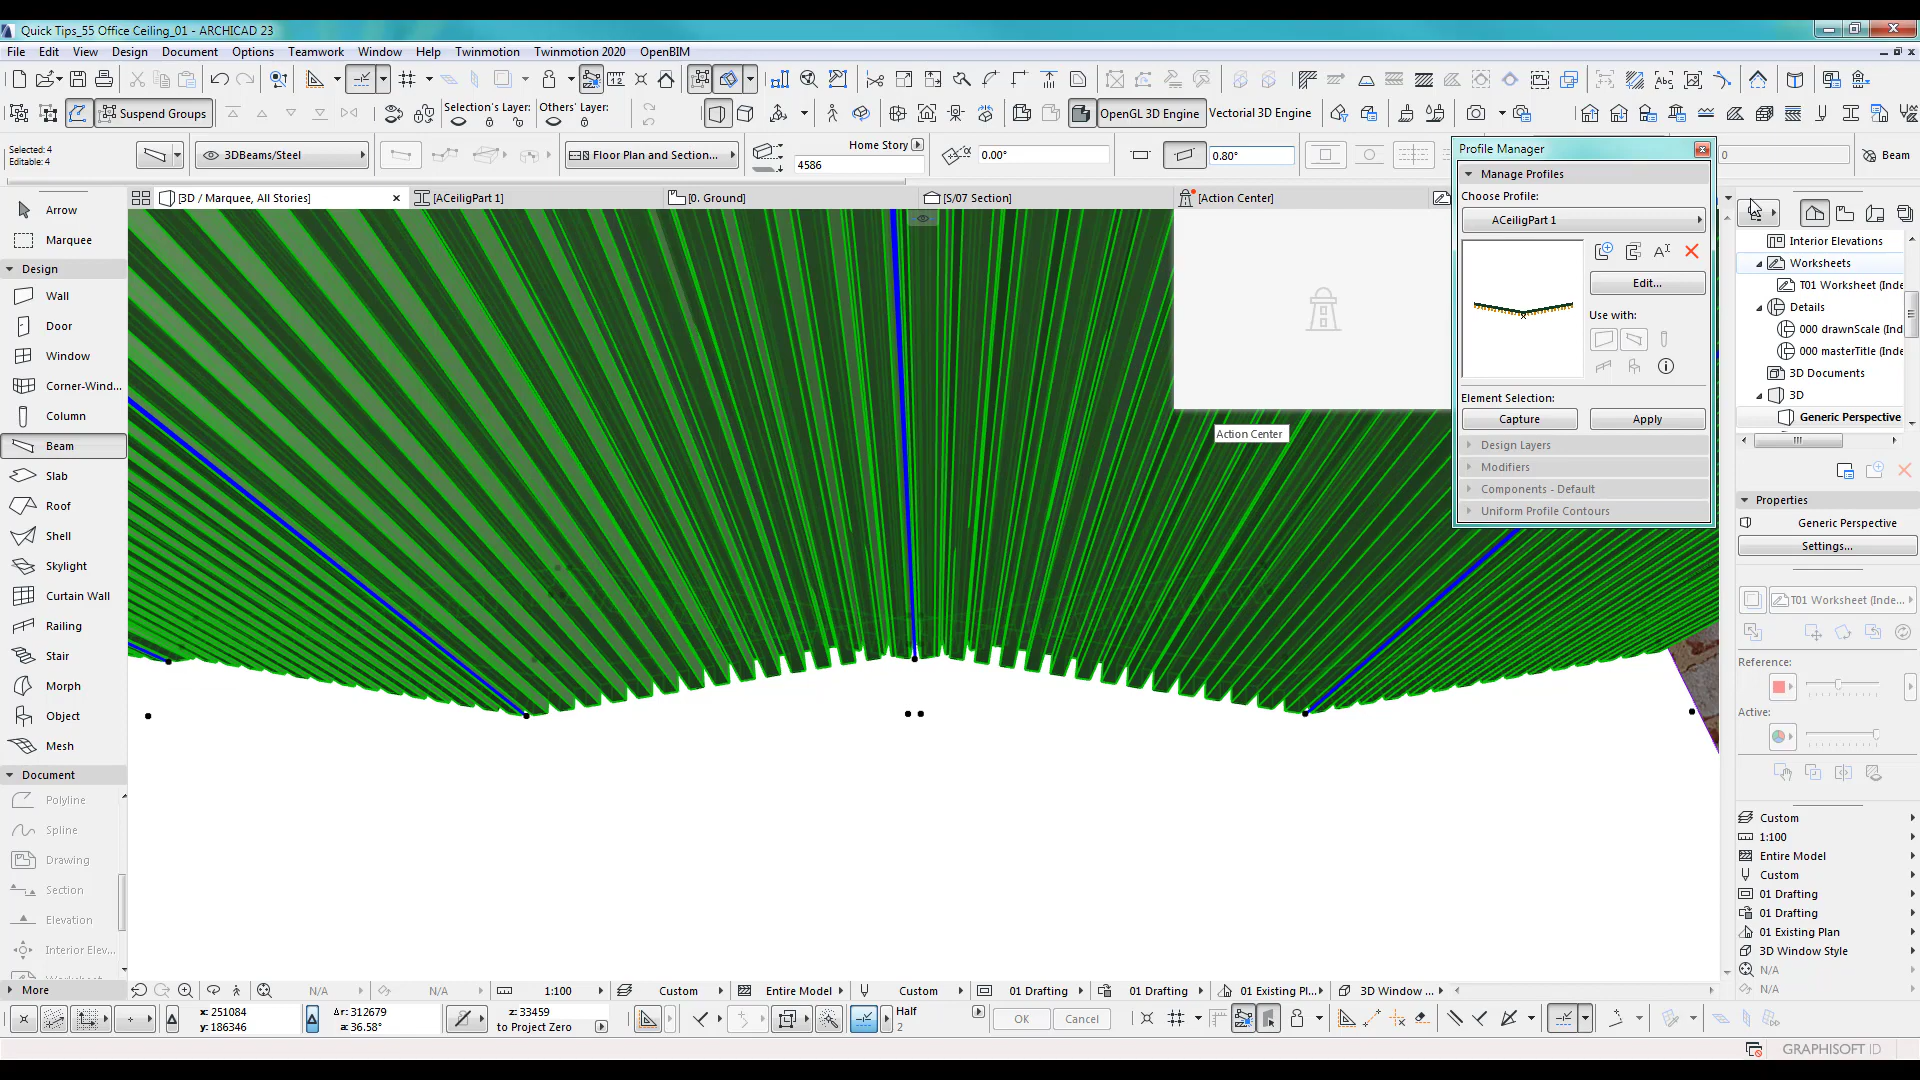 Quick Tips_55 Office Ceiling_01 - ARCHICAD 23
File Edit View Design Document Options Teamwork Window Help Twinmotion Twinmotion 2020 OpenBIM
Suspend Groups
Selection's Layer:
Others' Layer:
OpenGL 3D Engine
Vectorial 3D Engine
Selected: 4
Editable: 4
3DBeams/Steel
Floor Plan and Section...
Home Story
4586
0.00°
0.80°
0
Beam
[3D / Marquee, All Stories]
[ACeiligPart 1]
[0. Ground]
[S/07 Section]
[Action Center]
Action Center
Arrow
Marquee
Design
Wall
Door
Window
Corner-Wind...
Column
Beam
Slab
Roof
Shell
Skylight
Curtain Wall
Railing
Stair
Morph
Object
Mesh
Document
Polyline
Spline
Drawing
Section
Elevation
Interior Elev...
More
Profile Manager
Manage Profiles
Choose Profile:
ACeiligPart 1
Edit...
Use with:
Element Selection:
Capture
Apply
Design Layers
Modifiers
Components - Default
Uniform Profile Contours
Interior Elevations
Worksheets
T01 Worksheet (Inde
Details
000 drawnScale (Ind
000 masterTitle (Inde
3D Documents
3D
Generic Perspective
Properties
Generic Perspective
Settings...
T01 Worksheet (Inde...
Reference:
Active:
Custom
1:100
Entire Model
Custom
01 Drafting
01 Drafting
01 Existing Plan
3D Window Style
N/A
N/A
N/A
N/A
1:100
Custom
Entire Model
Custom
01 Drafting
01 Drafting
01 Existing Pl...
3D Window ...
x: 251084
y: 186346
Δr: 312679
a: 36.58°
z: 33459
to Project Zero
Half
2
OK
Cancel
GRAPHISOFT ID